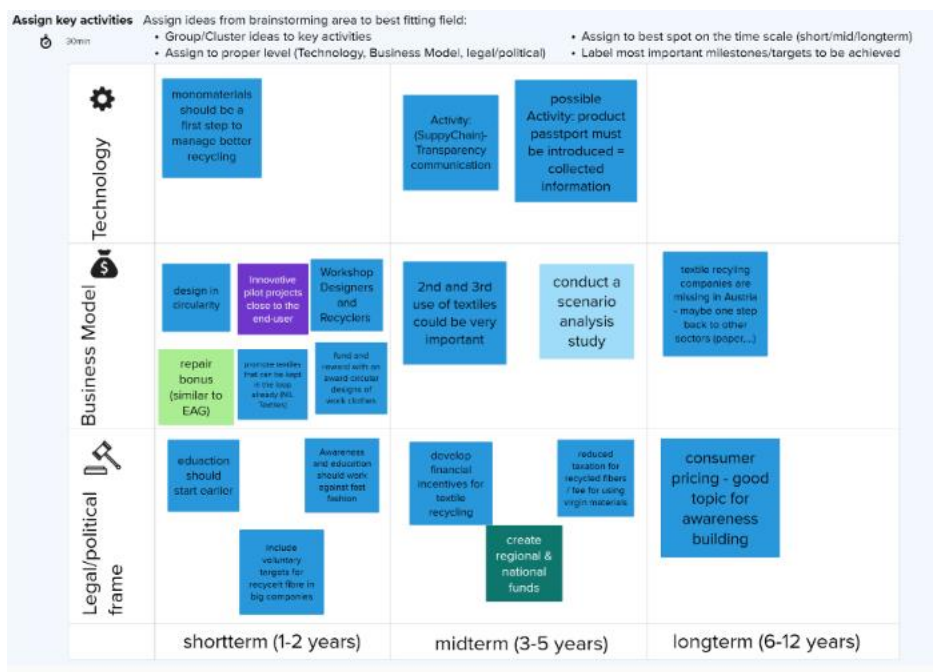 Assign key activities Assign ideas from brainstorming area to best fitting field:
30min
• Group/Cluster ideas to key activities
• Assign to proper level (Technology, Business Model, legal/political)
• Assign to best spot on the time scale (short/mid/longterm)
• Label most important milestones/targets to be achieved
Technology
monomaterials
should be a
first step to
manage better
recycling
Activity:
(SuppyChain)-
Transparency
communication
possible
Activity: product
passtport must
be introduced =
collected
information
Business Model
design in
circularity
Innovative
pilot projects
close to the
end-user
Workshop
Designers
and
Recyclers
repair
bonus
(similar to
EAG)
promote textiles
that can be kept
in the loop
already
Textiles)
fund and
reward with an
award circular
designs of
work clothes
2nd and 3rd
use of textiles
could be very
important
conduct a
scenario
analysis
study
textile recyling
companies are
missing in Austria
- maybe one step
back to other
sectors (paper,...)
Legal/political
frame
eduaction
should
start earlier
Awareness
and education
should work
against fast
fashion
Include
voluntary
targets for
recycelt fibre in
big companies
develop
financial
incentives for
textile
recycling
reduced
taxation for
recycled fibers
/ fee for using
virgin materials
create
regional &
national
funds
consumer
pricing - good
topic for
awareness
building
shortterm (1-2 years)
midterm (3-5 years)
longterm (6-12 years)